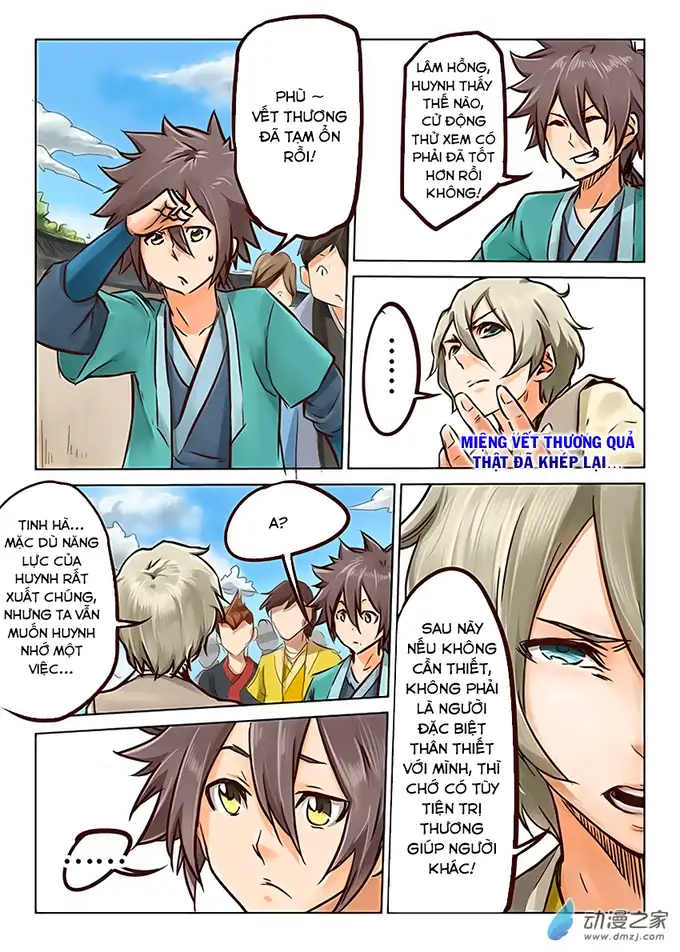 PHÙ ~
VẾT THƯƠNG
ĐÃ TẠM ỔN
RỒI!
LÂM HỒNG,
HUYNH THẤY
THẾ NÀO,
CỬ ĐỘNG
THỬ XEM CÓ
PHẢI ĐÃ TỐT
HƠN RỒI
KHÔNG!
......
MIỆNG VẾT THƯƠNG QUẢ
THẬT ĐÃ KHÉP LẠI...
TINH HÀ...
MẶC DÙ NĂNG
LỰC CỦA
HUYNH RẤT
XUẤT CHÚNG,
NHƯNG TA VẪN
MUỐN HUYNH
NHỚ MỘT
VIỆC...
A?
SAU NÀY
NẾU KHÔNG
CẦN THIẾT,
KHÔNG PHẢI
LÀ NGƯỜI
ĐẶC BIỆT
THÂN THIẾT
VỚI MÌNH, THÌ
CHỚ CÓ TÙY
TIỆN TRỊ
THƯƠNG
GIÚP NGƯỜI
KHÁC!
......
动漫之家
www.dmzj.com